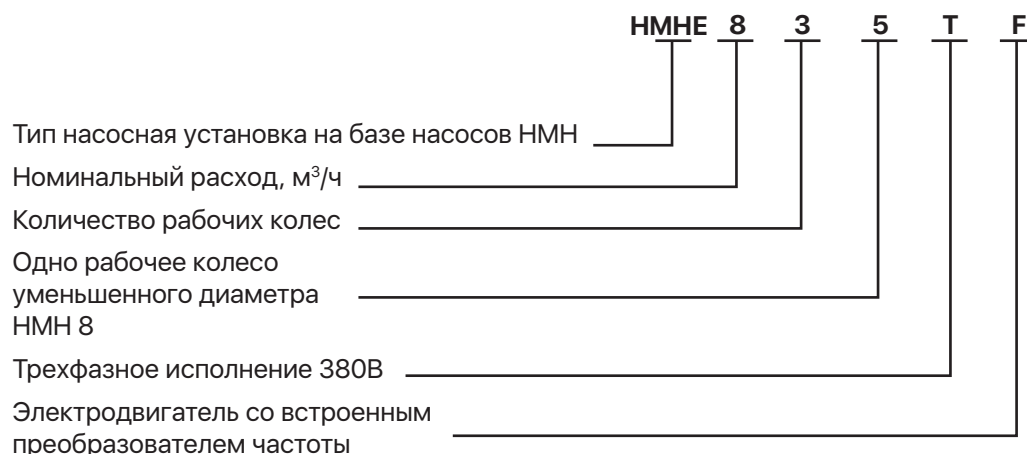 НМНЕ 8 3 5 T F
Тип насосная установка на базе насосов НМН
Номинальный расход, м³/ч
Количество рабочих колес
Одно рабочее колесо
уменьшенного диаметра
НМН 8
Трехфазное исполнение 380В
Электродвигатель со встроенным
преобразователем частоты